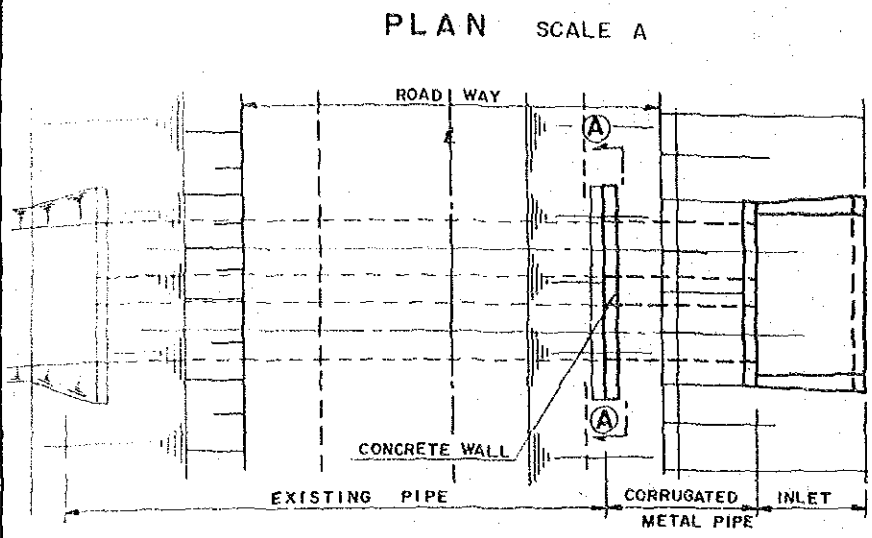 PLAN SCALE A
ROAD WAY
A
A
CONCRETE WALL
EXISTING PIPE
CORRUGATED
METAL PIPE
INLET